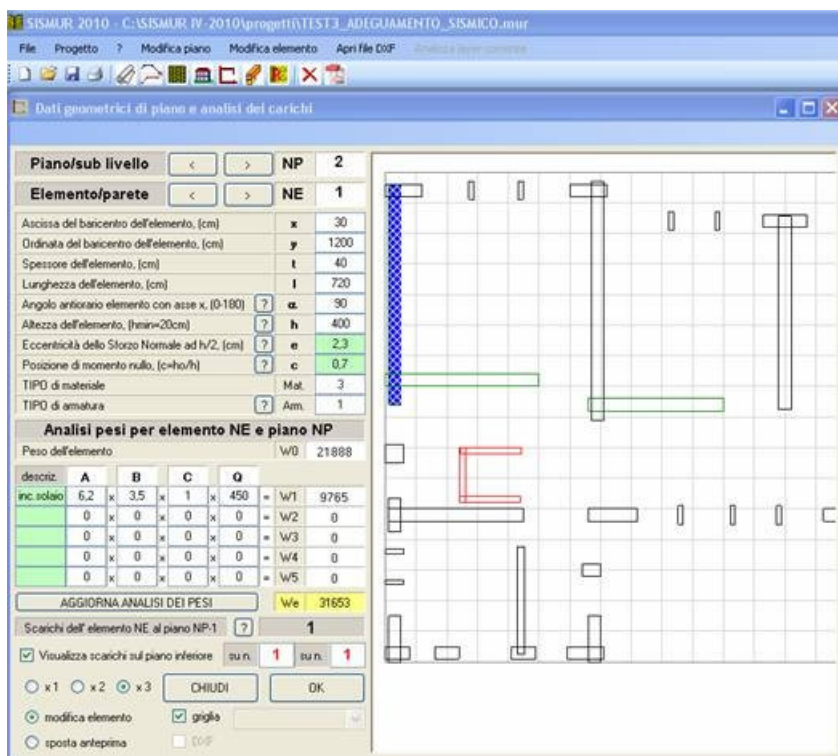 SISMUR 2010 - C:\SISMUR IV-2010\progetti\TEST3_ADEGUAMENTO_SISMICO.mur
File Progetto ? Modifica piano Modifica elemento Apri file DXF Analizza layer corrente
Dati geometrici di piano e analisi dei carichi
Piano/sub livello < > NP 2
Elemento/parete < > NE 1
Ascissa del baricentro dell'elemento, (cm) x 30
Ordinata del baricentro dell'elemento, (cm) y 1200
Spessore dell'elemento, (cm) t 40
Lunghezza dell'elemento, (cm) l 720
Angolo antiorario elemento con asse x, (0-180) ? α 90
Altezza dell'elemento, (hmin=20cm) ? h 400
Eccentricità dello Sforzo Normale ad h/2, (cm) ? e 2,3
Posizione di momento nullo, (c=ho/h) ? c 0,7
TIPO di materiale Mat. 3
TIPO di armatura ? Arm. 1
Analisi pesi per elemento NE e piano NP
Peso dell'elemento W0 21888
descriz. A B C Q
inc.solaio 6,2 x 3,5 x 1 x 450 = W1 9765
0 x 0 x 0 x 0 = W2 0
0 x 0 x 0 x 0 = W3 0
0 x 0 x 0 x 0 = W4 0
0 x 0 x 0 x 0 = W5 0
AGGIORNA ANALISI DEI PESI We 31653
Scarichi dell' elemento NE al piano NP-1 ? 1
Visualizza scarichi sul piano inferiore su n. 1 su n. 1
x 1 x 2 x 3 CHIUDI OK
modifica elemento griglia
sposta anteprima DXF